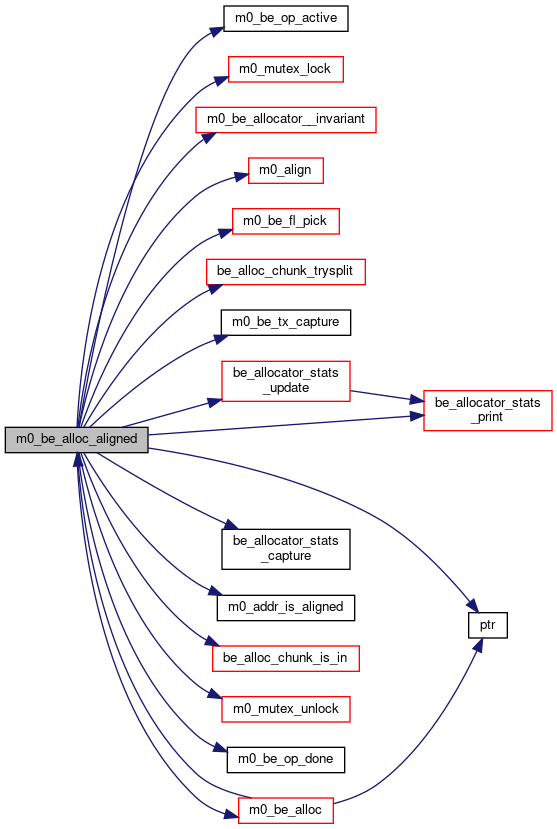 m0_be_op_active
m0_mutex_lock
m0_be_allocator__invariant
m0_align
m0_be_fl_pick
be_alloc_chunk_trysplit
m0_be_tx_capture
be_allocator_stats
_update
be_allocator_stats
_print
m0_be_alloc_aligned
be_allocator_stats
_capture
m0_addr_is_aligned
ptr
be_alloc_chunk_is_in
m0_mutex_unlock
m0_be_op_done
m0_be_alloc